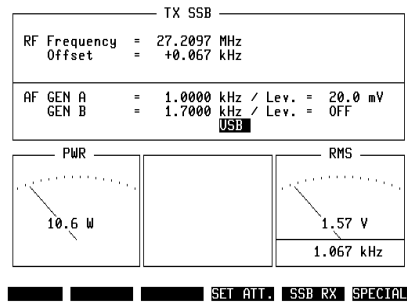 TX SSB
RF Frequency = 27.2097 MHz
Offset = +0.067 kHz
AF GEN A = 1.0000 kHz / Lev. = 20.0 mV
GEN B = 1.7000 kHz / Lev. = OFF
USB
PWR
RMS
10.6 W
1.57 V
1.067 kHz
SET ATT. SSB RX SPECIAL